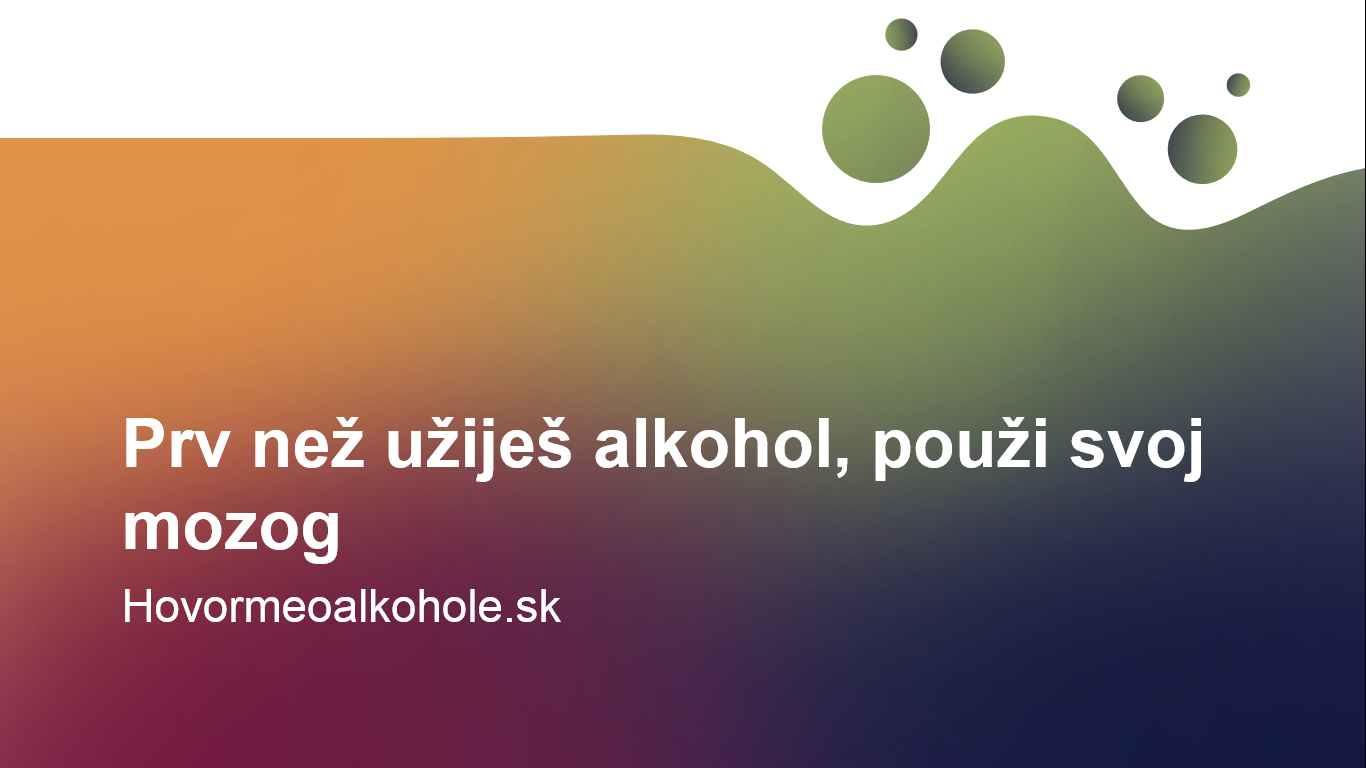 Prv než užiješ alkohol, použi svoj
mozog
Hovormeoalkohole.sk